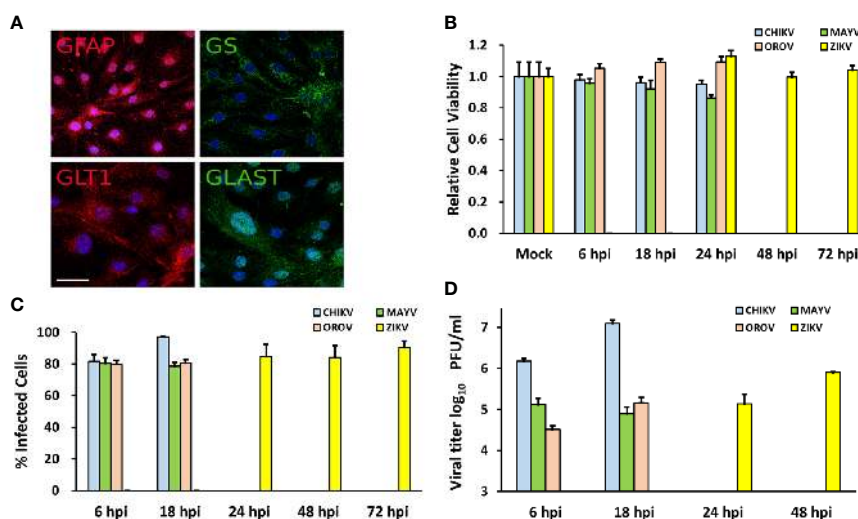 A
GFAP
GS
GLT1
GLAST
B
CHIKV MAYV
OROV ZIKV
1.2
1.0
0.8
0.6
0.4
0.2
0.0
Relative Cell Viability
Mock 6 hpi 18 hpi 24 hpi 48 hpi 72 hpi
C
CHIKV MAYV
OROV ZIKV
100
80
60
40
20
0
% Infected Cells
6 hpi 18 hpi 24 hpi 48 hpi 72 hpi
D
CHIKV MAYV
OROV ZIKV
7
6
5
4
3
Viral titer log10 PFU/ml
6 hpi 18 hpi 24 hpi 48 hpi